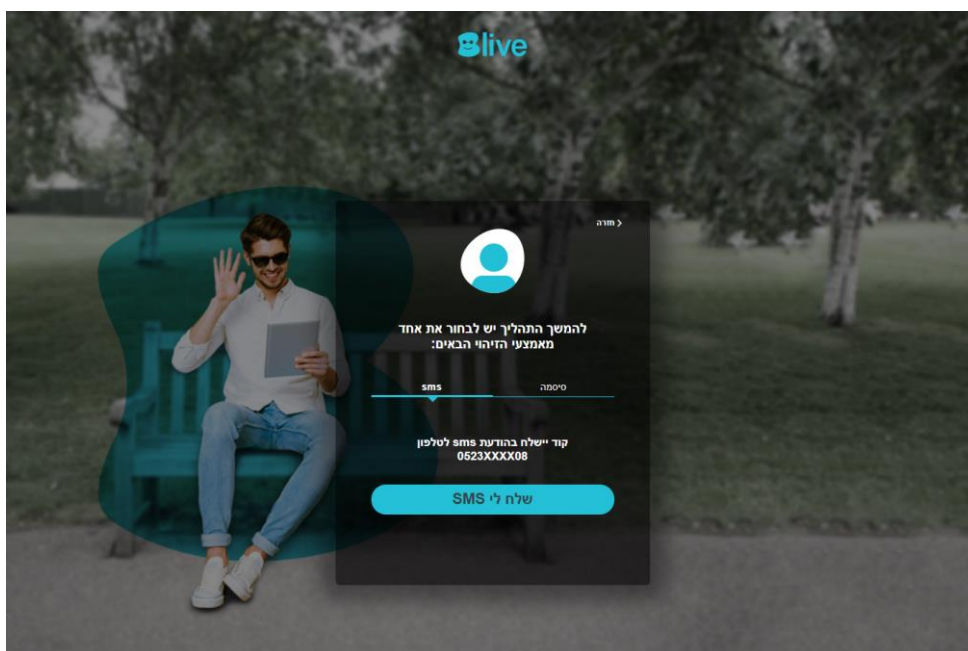 Blive
חזרה >
להמשך התהליך יש לבחור את אחד
מאמצעי הזיהוי הבאים:
סיסמה
sms
קוד יישלח בהודעת sms לטלפון
0523XXXX08
שלח לי SMS